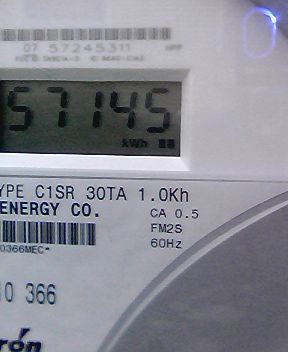 07 57245311
57145
kWh
YPE C1SR 30TA 1.0Kh
ENERGY CO.
CA 0.5
FM2S
60Hz
0366MEC*
10 366
rón